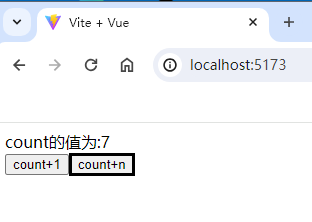 Vite + Vue
localhost:5173
count的值为:7
count+1 count+n